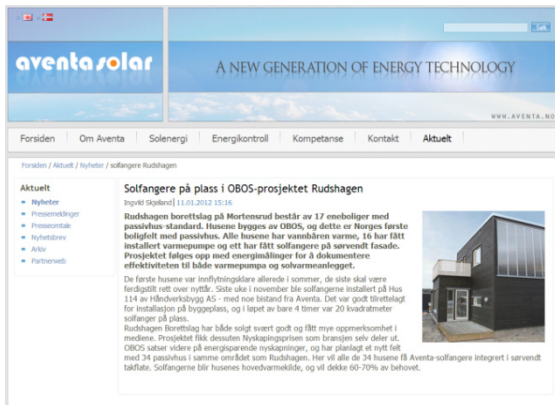 Søk
aventasolar
A NEW GENERATION OF ENERGY TECHNOLOGY
WWW.AVENTA.NO
Forsiden Om Aventa Solenergi Energikontroll Kompetanse Kontakt Aktuelt
Forsiden / Aktuelt / Nyheter / solfangere Rudshagen
Aktuelt
Nyheter
Pressemeldinger
Presseomtale
Nyhetsbrev
Arkiv
Partnerweb
Solfangere på plass i OBOS-prosjektet Rudshagen
Ingvild Skjelland | 11.01.2012 15:16
Rudshagen borettslag på Mortensrud består av 17 eneboliger med
passivhus-standard. Husene bygges av OBOS, og dette er Norges første
boligfelt med passivhus. Alle husene har vannbåren varme, 16 har fått
installert varmepumpe og ett har fått solfangere på sørvendt fasade.
Prosjektet følges opp med energimålinger for å dokumentere
effektiviteten til både varmepumpa og solvarmeanlegget.
De første husene var innflytningsklare allerede i sommer, de siste skal være
ferdigstilt rett over nyttår. Siste uke i november ble solfangerne installert på Hus
114 av Håndverksbygg AS - med noe bistand fra Aventa. Det var godt tilrettelagt
for installasjon på byggeplass, og i løpet av bare 4 timer var 20 kvadratmeter
solfanger på plass.
Rudshagen Borettslag har både solgt svært godt og fått mye oppmerksomhet i
mediene. Prosjektet fikk dessuten Nyskapingsprisen som bransjen selv deler ut.
OBOS satser videre på energisparende nyskapninger, og har planlagt et nytt felt
med 34 passivhus i samme området som Rudshagen. Her vil alle de 34 husene få Aventa-solfangere integrert i sørvendt
takflate. Solfangerne blir husenes hovedvarmekilde, og vil dekke 60-70% av behovet.